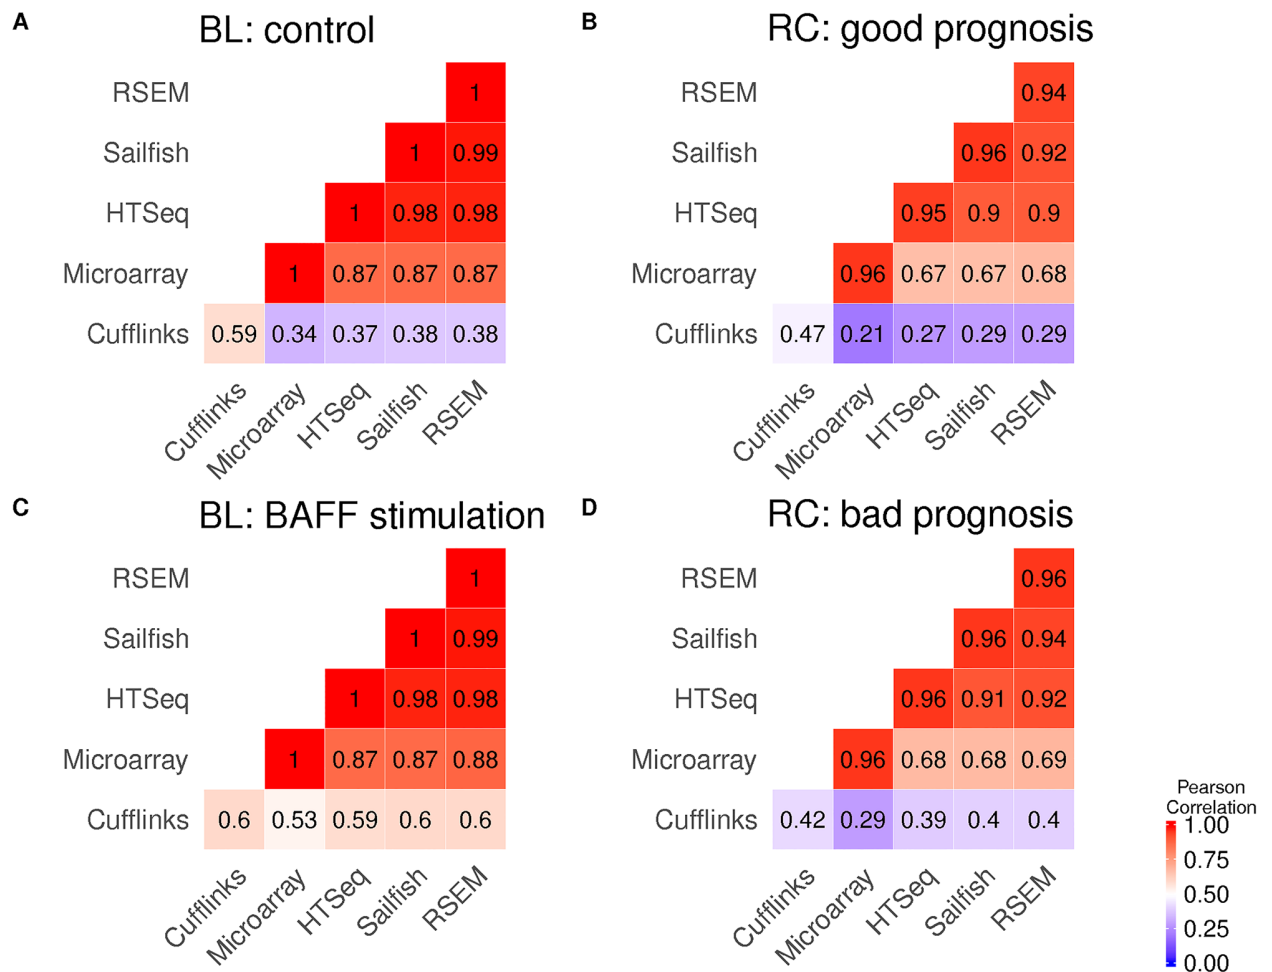 A
BL: control
RSEM
1
Sailfish
1 0.99
HTSeq
1 0.98 0.98
Microarray
1 0.87 0.87 0.87
Cufflinks
0.59 0.34 0.37 0.38 0.38
Cufflinks Microarray HTSeq Sailfish RSEM
B
RC: good prognosis
RSEM
0.94
Sailfish
0.96 0.92
HTSeq
0.95 0.9 0.9
Microarray
0.96 0.67 0.67 0.68
Cufflinks
0.47 0.21 0.27 0.29 0.29
Cufflinks Microarray HTSeq Sailfish RSEM
C
BL: BAFF stimulation
RSEM
1
Sailfish
1 0.99
HTSeq
1 0.98 0.98
Microarray
1 0.87 0.87 0.88
Cufflinks
0.6 0.53 0.59 0.6 0.6
Cufflinks Microarray HTSeq Sailfish RSEM
D
RC: bad prognosis
RSEM
0.96
Sailfish
0.96 0.94
HTSeq
0.96 0.91 0.92
Microarray
0.96 0.68 0.68 0.69
Cufflinks
0.42 0.29 0.39 0.4 0.4
Cufflinks Microarray HTSeq Sailfish RSEM
Pearson
Correlation
1.00
0.75
0.50
0.25
0.00